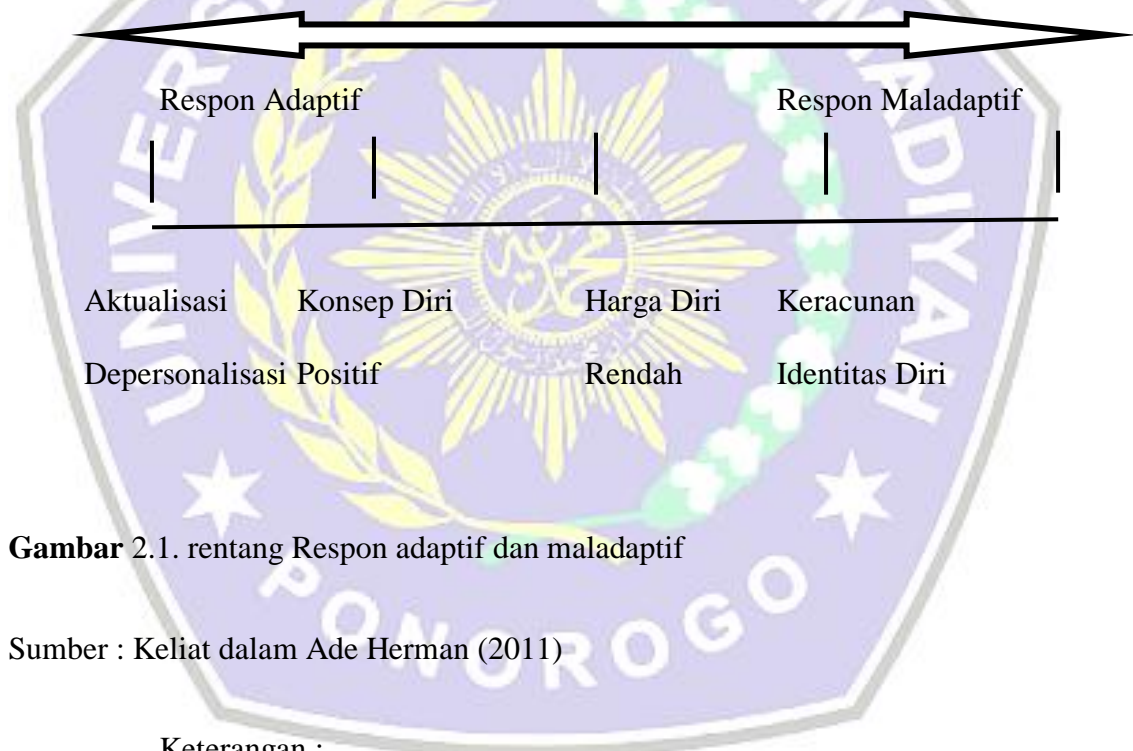 Respon Adaptif Respon Maladaptif
Aktualisasi Konsep Diri Harga Diri Keracunan
Depersonalisasi Positif Rendah Identitas Diri
Gambar 2.1. rentang Respon adaptif dan maladaptif
PONOROGO
Sumber : Keliat dalam Ade Herman (2011)
Keterangan :